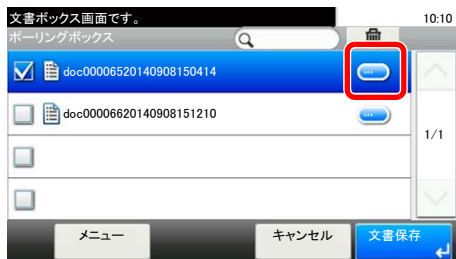 文書ボックス画面です。
10:10
ポーリングボックス
doc00006520140908150414
doc00006620140908151210
1/1
メニュー
キャンセル
文書保存